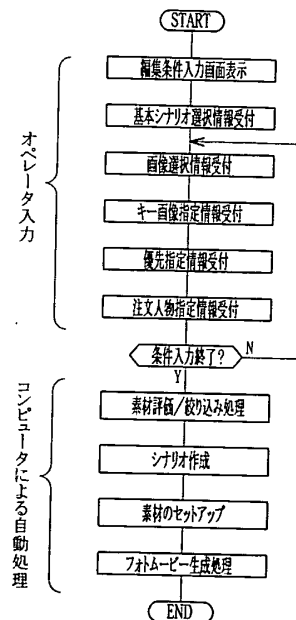 START
編集条件入力画面表示
基本シナリオ選択情報受付
画像選択情報受付
キー画像指定情報受付
優先指定情報受付
注文人物指定情報受付
オペレータ入力
条件入力終了?
N
Y
素材評価/絞り込み処理
シナリオ作成
素材のセットアップ
フォトムービー生成処理
コンピュータによる自動処理
END